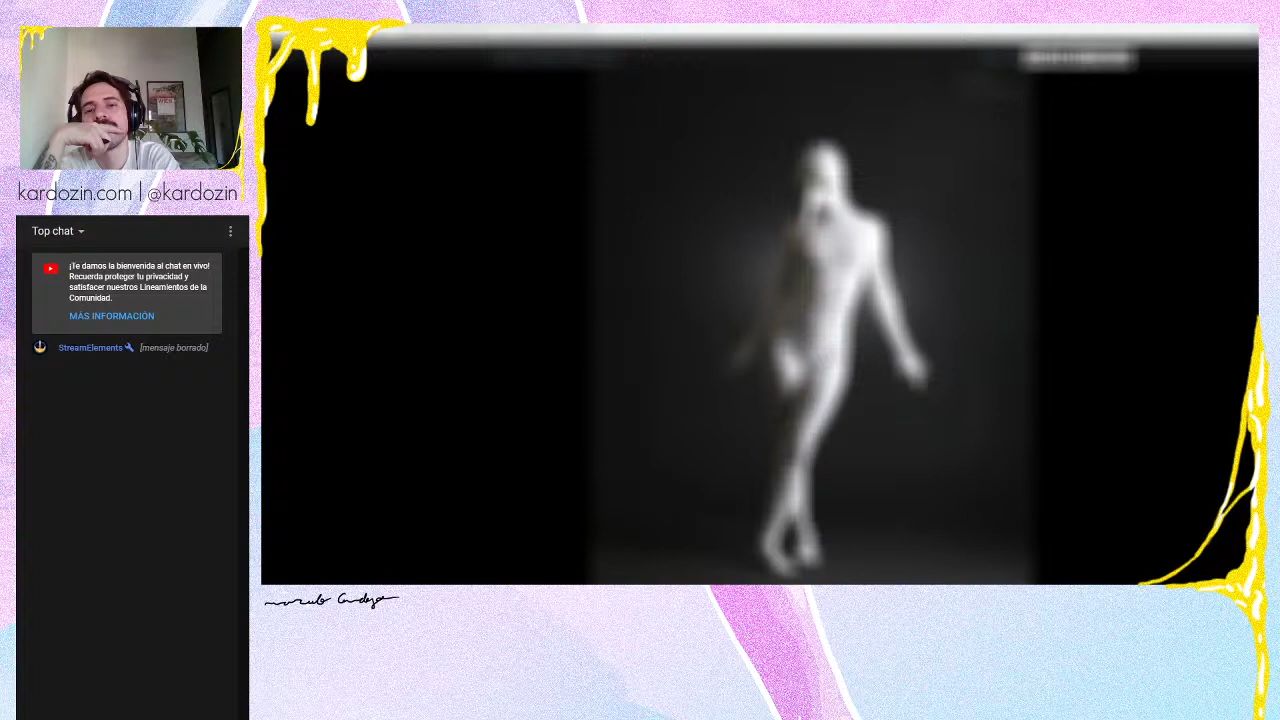 kardozin.com | @kardozin
Top chat
¡Te damos la bienvenida al chat en vivo!
Recuerda proteger tu privacidad y
satisfacer nuestros Lineamientos de la
Comunidad.
MÁS INFORMACIÓN
StreamElements [mensaje borrado]